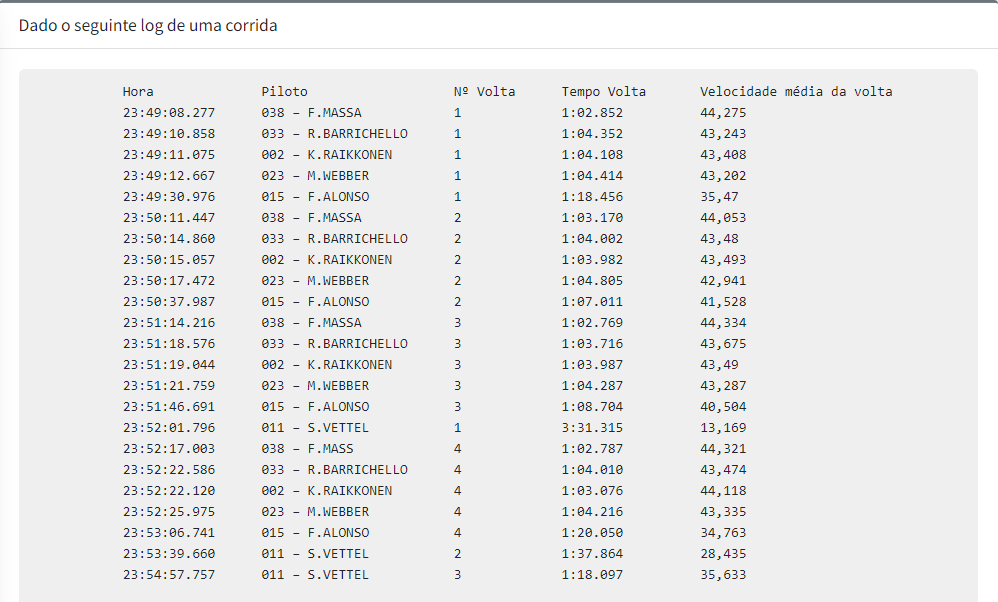 Dado o seguinte log de uma corrida
Hora Piloto Nº Volta Tempo Volta Velocidade média da volta
23:49:08.277 038 – F.MASSA 1 1:02.852 44,275
23:49:10.858 033 – R.BARRICHELLO 1 1:04.352 43,243
23:49:11.075 002 – K.RAIKKONEN 1 1:04.108 43,408
23:49:12.667 023 – M.WEBBER 1 1:04.414 43,202
23:49:30.976 015 – F.ALONSO 1 1:18.456 35,47
23:50:11.447 038 – F.MASSA 2 1:03.170 44,053
23:50:14.860 033 – R.BARRICHELLO 2 1:04.002 43,48
23:50:15.057 002 – K.RAIKKONEN 2 1:03.982 43,493
23:50:17.472 023 – M.WEBBER 2 1:04.805 42,941
23:50:37.987 015 – F.ALONSO 2 1:07.011 41,528
23:51:14.216 038 – F.MASSA 3 1:02.769 44,334
23:51:18.576 033 – R.BARRICHELLO 3 1:03.716 43,675
23:51:19.044 002 – K.RAIKKONEN 3 1:03.987 43,49
23:51:21.759 023 – M.WEBBER 3 1:04.287 43,287
23:51:46.691 015 – F.ALONSO 3 1:08.704 40,504
23:52:01.796 011 – S.VETTEL 1 3:31.315 13,169
23:52:17.003 038 – F.MASS 4 1:02.787 44,321
23:52:22.586 033 – R.BARRICHELLO 4 1:04.010 43,474
23:52:22.120 002 – K.RAIKKONEN 4 1:03.076 44,118
23:52:25.975 023 – M.WEBBER 4 1:04.216 43,335
23:53:06.741 015 – F.ALONSO 4 1:20.050 34,763
23:53:39.660 011 – S.VETTEL 2 1:37.864 28,435
23:54:57.757 011 – S.VETTEL 3 1:18.097 35,633